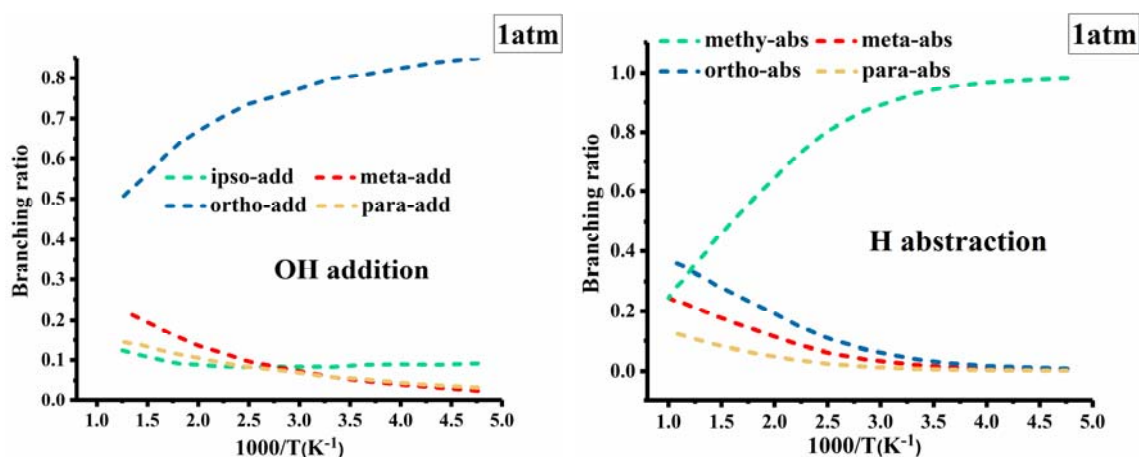 1atm
0.8
0.7
0.6
0.5
0.4
0.3
0.2
0.1
0.0
Branching ratio
ipso-add meta-add
ortho-add para-add
OH addition
1.0 1.5 2.0 2.5 3.0 3.5 4.0 4.5 5.0
1000/T(K-1)
1atm
methy-abs meta-abs
ortho-abs para-abs
1.0
0.8
0.6
0.4
0.2
0.0
Branching ratio
H abstraction
1.0 1.5 2.0 2.5 3.0 3.5 4.0 4.5 5.0
1000/T(K-1)